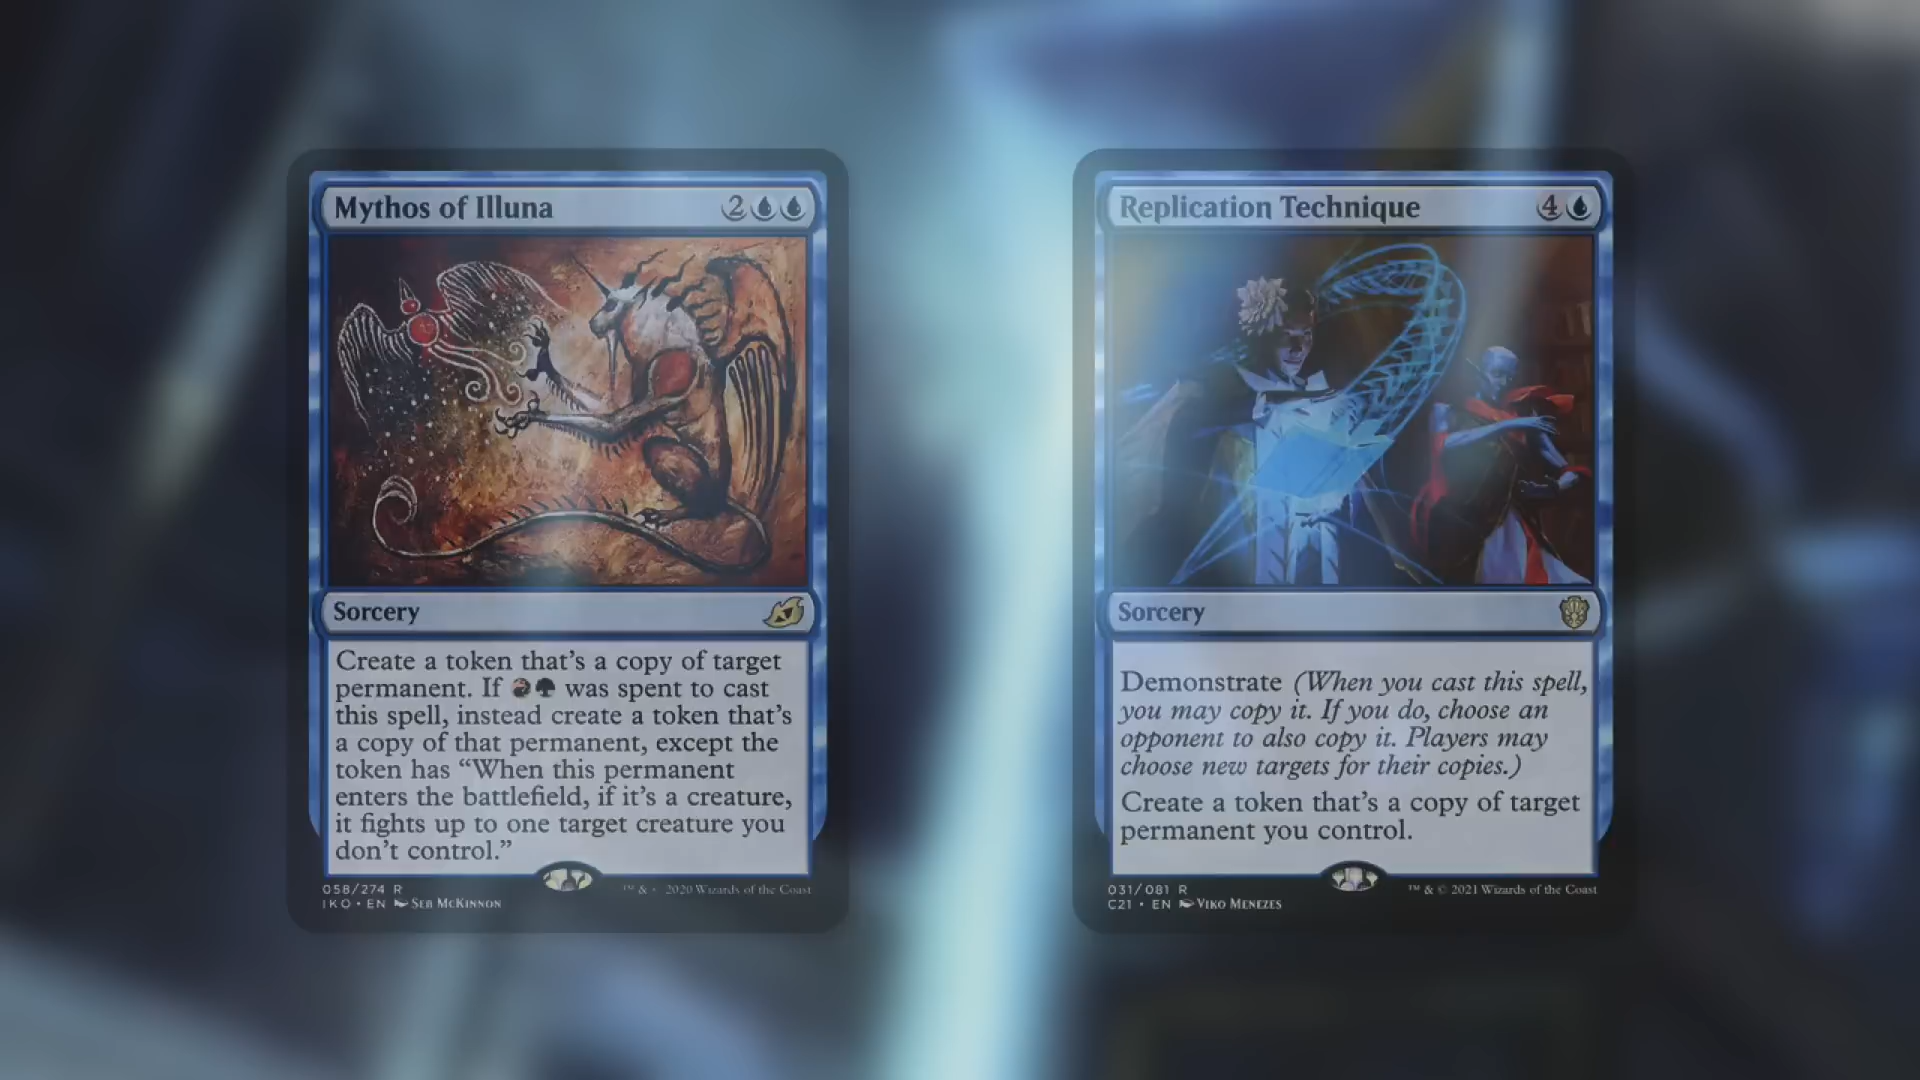 Mythos of Illuna 2
Sorcery
Create a token that's a copy of target
permanent. If was spent to cast
this spell, instead create a token that's
a copy of that permanent, except the
token has “When this permanent
enters the battlefield, if it's a creature,
it fights up to one target creature you
don't control.”
058/274 R
IKO • EN SEB MCKINNON
™ & 2020 Wizards of the Coast
Replication Technique 4
Sorcery
Demonstrate (When you cast this spell,
you may copy it. If you do, choose an
opponent to also copy it. Players may
choose new targets for their copies.)
Create a token that's a copy of target
permanent you control.
031/081 R
C21 • EN VIKO MENEZES
™ & © 2021 Wizards of the Coast